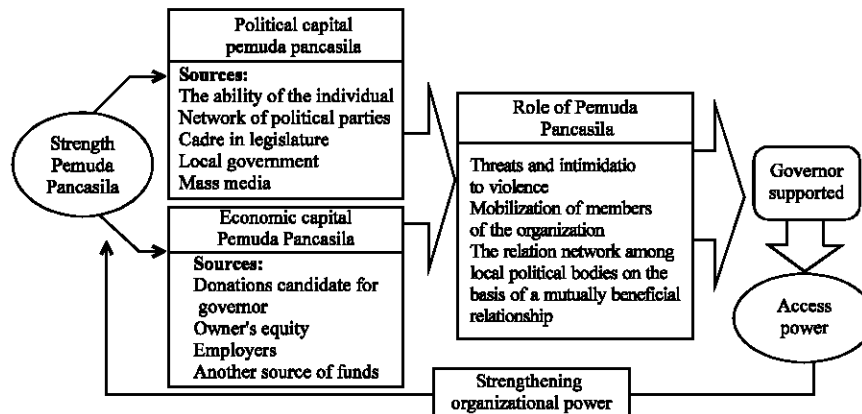 Political capital
pemuda pancasila
Sources:
The ability of the individual
Network of political parties
Cadre in legislature
Local government
Mass media
Strength
Pemuda
Pancasila
Economic capital
Pemuda Pancasila
Sources:
Donations candidate for
governor
Owner's equity
Employers
Another source of funds
Role of Pemuda
Pancasila
Threats and intimidatio
to violence
Mobilization of members
of the organization
The relation network among
local political bodies on the
basis of a mutually beneficial
relationship
Governor
supported
Access
power
Strengthening
organizational power